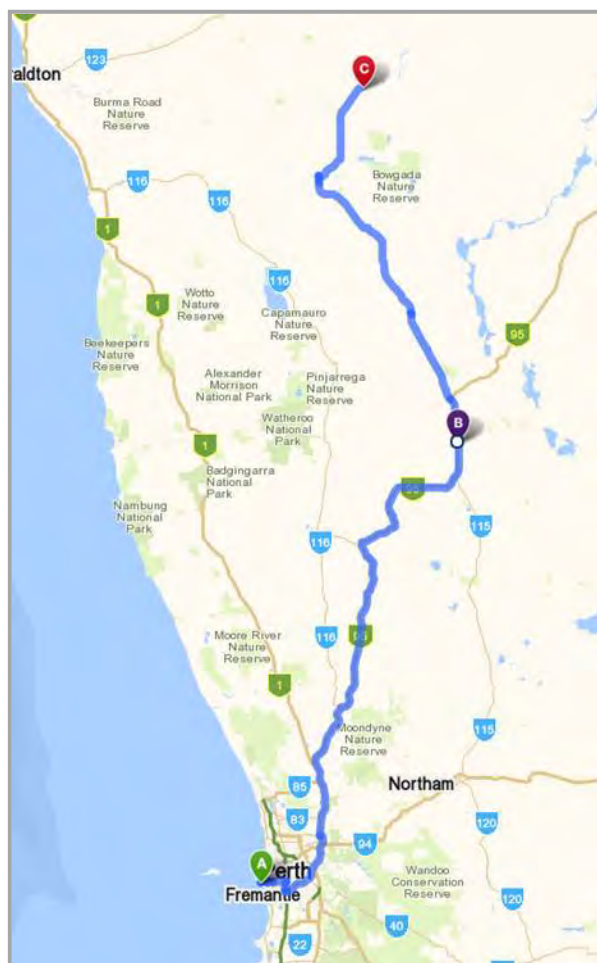 aldton
123
C
Burma Road
Nature
Reserve
Bowgada
Nature
Reserve
116
116
1
116
Wotto
Nature
Reserve
1
Capamauro
Nature
Reserve
95
Beekeepers
Nature
Reserve
Alexander
Morrison
National Park
Pinjarrega
Nature
Reserve
Watheroo
National
Park
B
1
Badgingarra
National
Park
95
Nambung
National
Park
115
116
Moore River
Nature
Reserve
116
95
1
Moondyne
Nature
Reserve
115
85
Northam
83
120
94
A
Perth
Fremantle
Wandoo
Conservation
Reserve
120
40
22